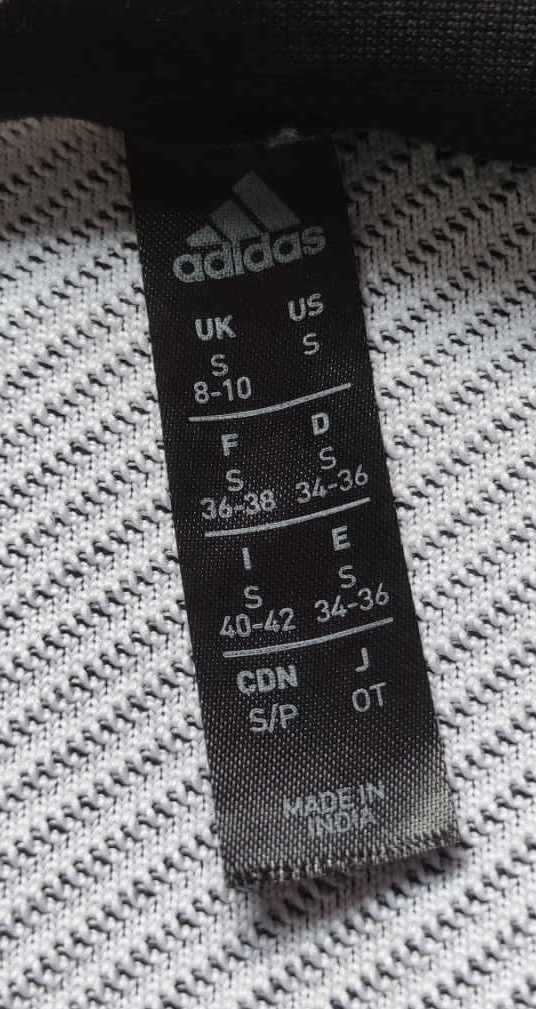 adidas
UK US
S S
8-10
F D
S S
36-38 34-36
I E
S S
40-42 34-36
CDN J
S/P OT
MADE IN
INDIA